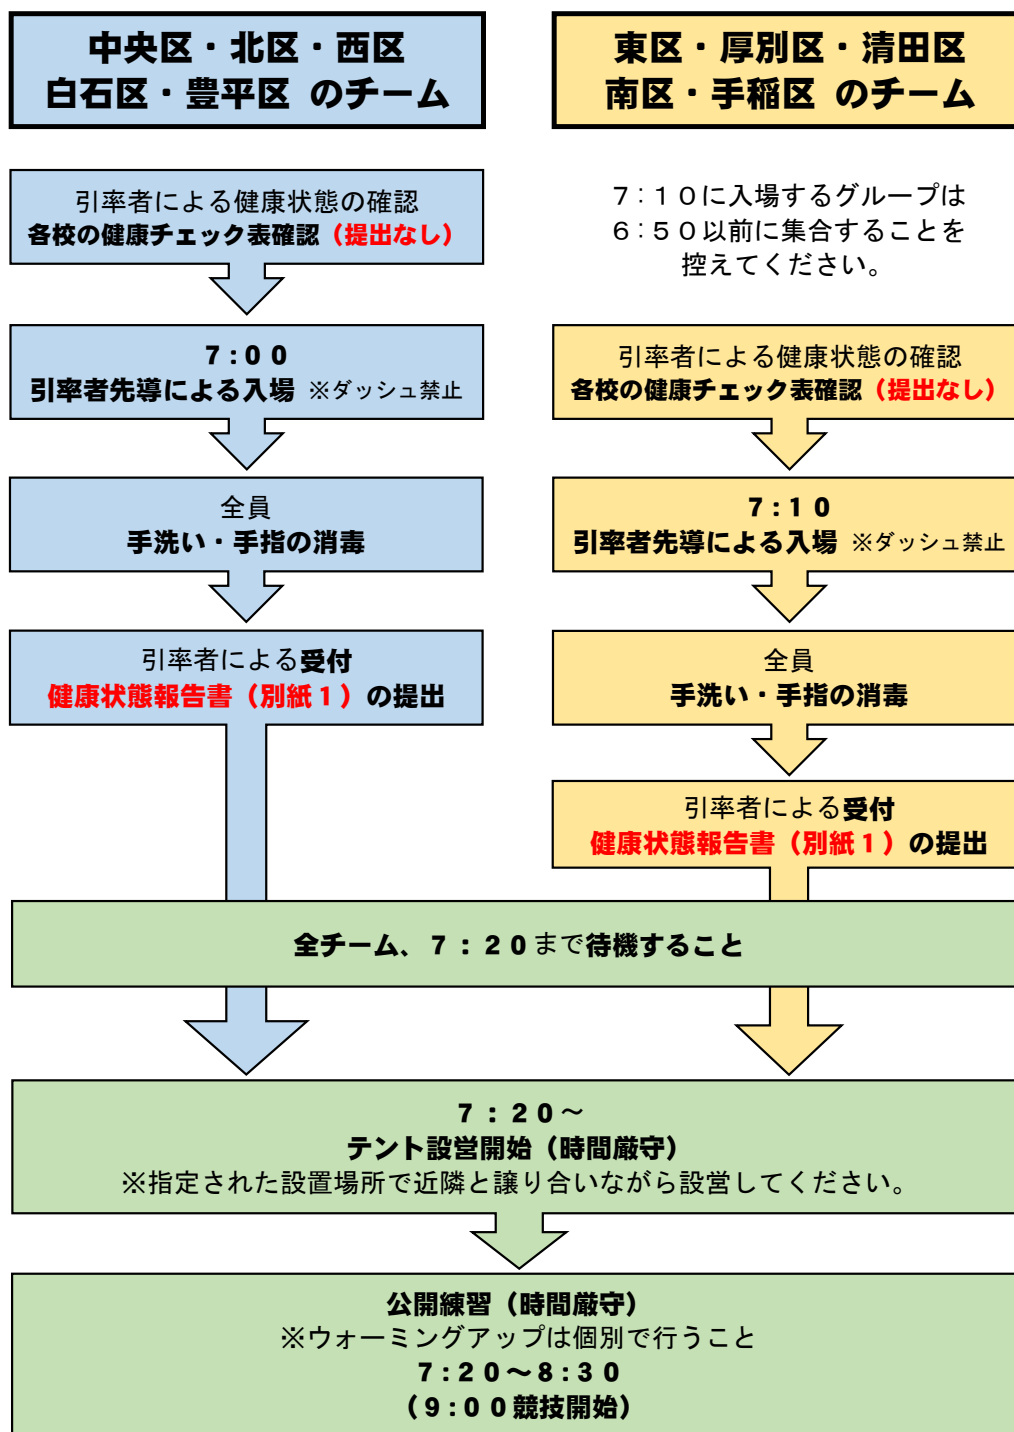 中央区・北区・西区
白石区・豊平区 のチーム
引率者による健康状態の確認
各校の健康チェック表確認（提出なし）
７：００
引率者先導による入場 ※ダッシュ禁止
全員
手洗い・手指の消毒
引率者による受付
健康状態報告書（別紙１）の提出
東区・厚別区・清田区
南区・手稲区 のチーム
７：１０に入場するグループは
６：５０以前に集合することを
控えてください。
引率者による健康状態の確認
各校の健康チェック表確認（提出なし）
７：１０
引率者先導による入場 ※ダッシュ禁止
全員
手洗い・手指の消毒
引率者による受付
健康状態報告書（別紙１）の提出
全チーム、７：２０まで待機すること
７：２０～
テント設営開始（時間厳守）
※指定された設置場所で近隣と譲り合いながら設営してください。
公開練習（時間厳守）
※ウォーミングアップは個別で行うこと
７：２０～８：３０
（９：００競技開始）